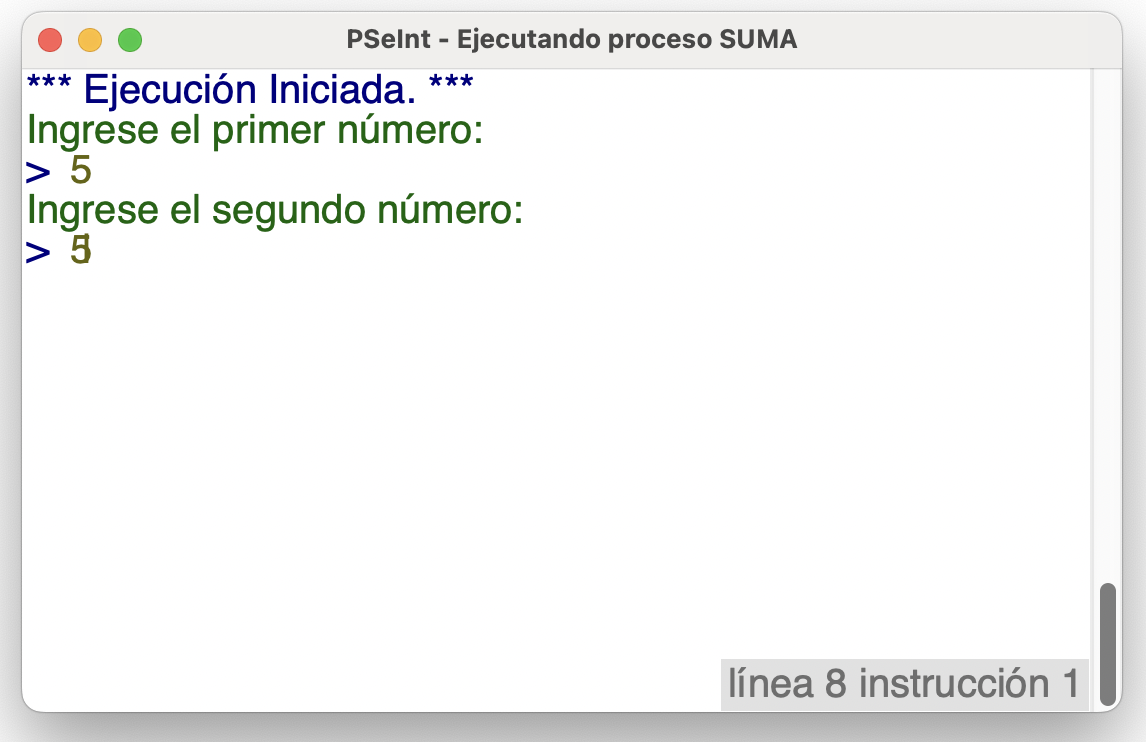 PSeInt - Ejecutando proceso SUMA
*** Ejecución Iniciada. ***
Ingrese el primer número:
> 5
Ingrese el segundo número:
> 5
línea 8 instrucción 1